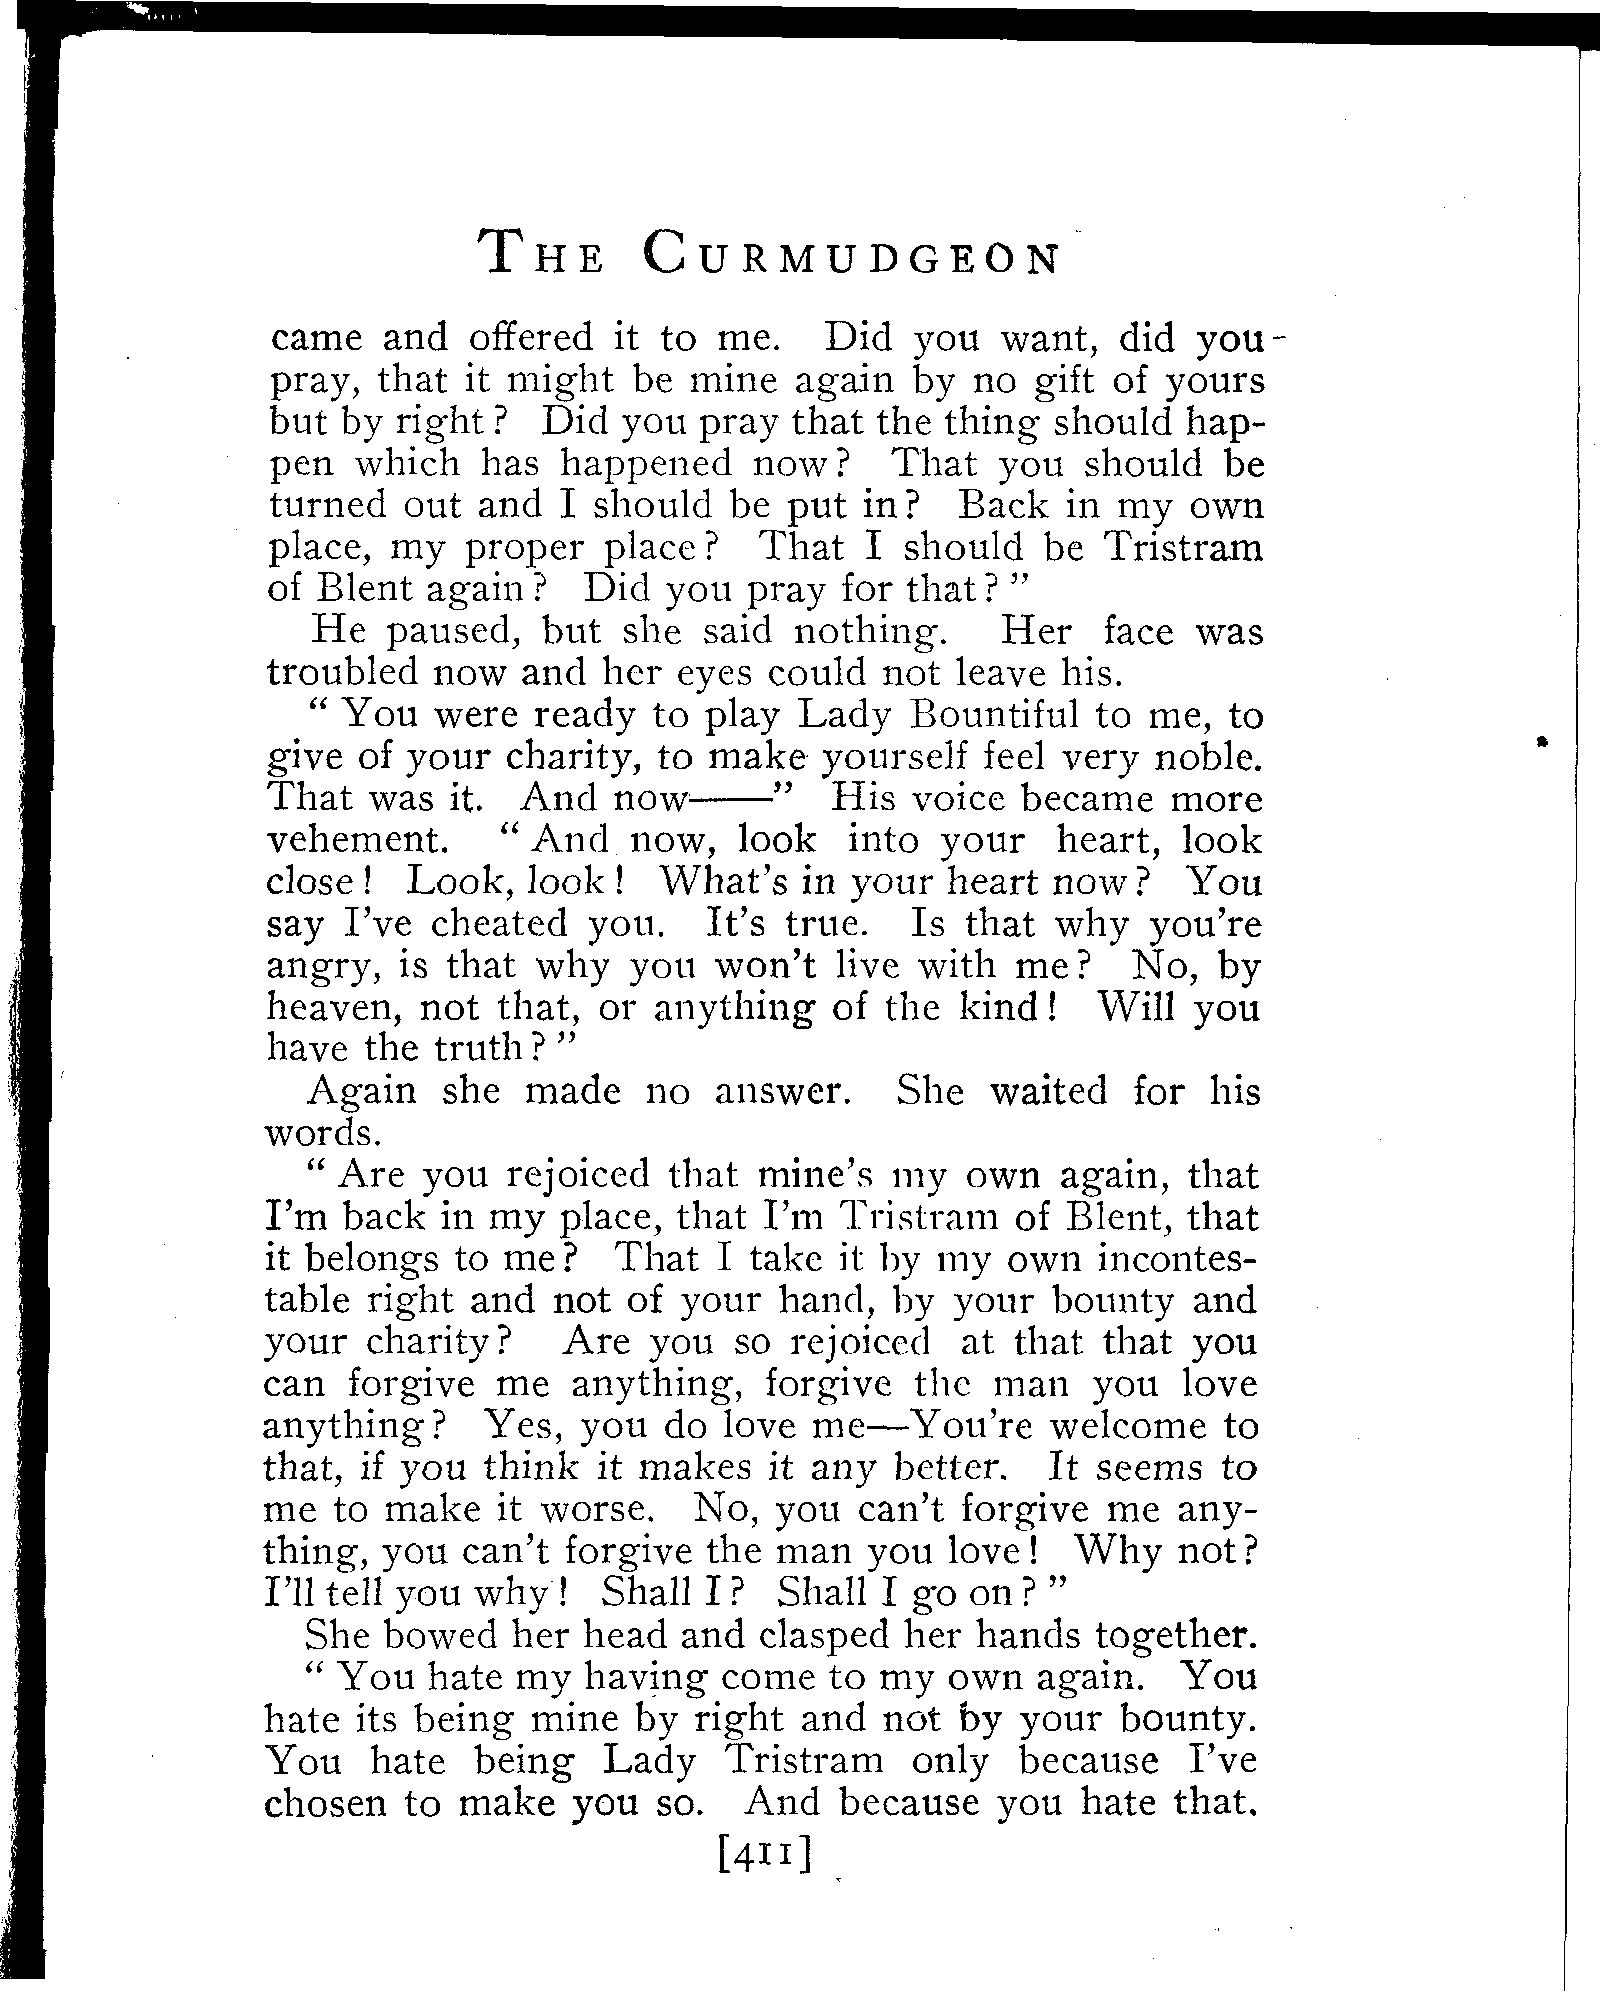 THE CURMUDGEON
came and offered it to me. Did you want, did you-
pray, that it might be mine again by no gift of yours
but by right? Did you pray that the thing should hap-
pen which has happened now? That you should be
turned out and I should be put in? Back in my own
place, my proper place? That I should be Tristram
of Blent again? Did you pray for that?"
He paused, but she said nothing. Her face was
troubled now and her eyes could not leave his.
"You were ready to play Lady Bountiful to me, to
give of your charity, to make yourself feel very noble.
That was it. And now——" His voice became more
vehement. "And now, look into your heart, look
close! Look, look! What's in your heart now? You
say I've cheated you. It's true. Is that why you're
angry, is that why you won't live with me? No, by
heaven, not that, or anything of the kind! Will you
have the truth?"
Again she made no answer. She waited for his
words.
"Are you rejoiced that mine's my own again, that
I'm back in my place, that I'm Tristram of Blent, that
it belongs to me? That I take it by my own incontes-
table right and not of your hand, by your bounty and
your charity? Are you so rejoiced at that that you
can forgive me anything, forgive the man you love
anything? Yes, you do love me—You're welcome to
that, if you think it makes it any better. It seems to
me to make it worse. No, you can't forgive me any-
thing, you can't forgive the man you love! Why not?
I'll tell you why! Shall I? Shall I go on?"
She bowed her head and clasped her hands together.
"You hate my having come to my own again. You
hate its being mine by right and not by your bounty.
You hate being Lady Tristram only because I've
chosen to make you so. And because you hate that.
[411]